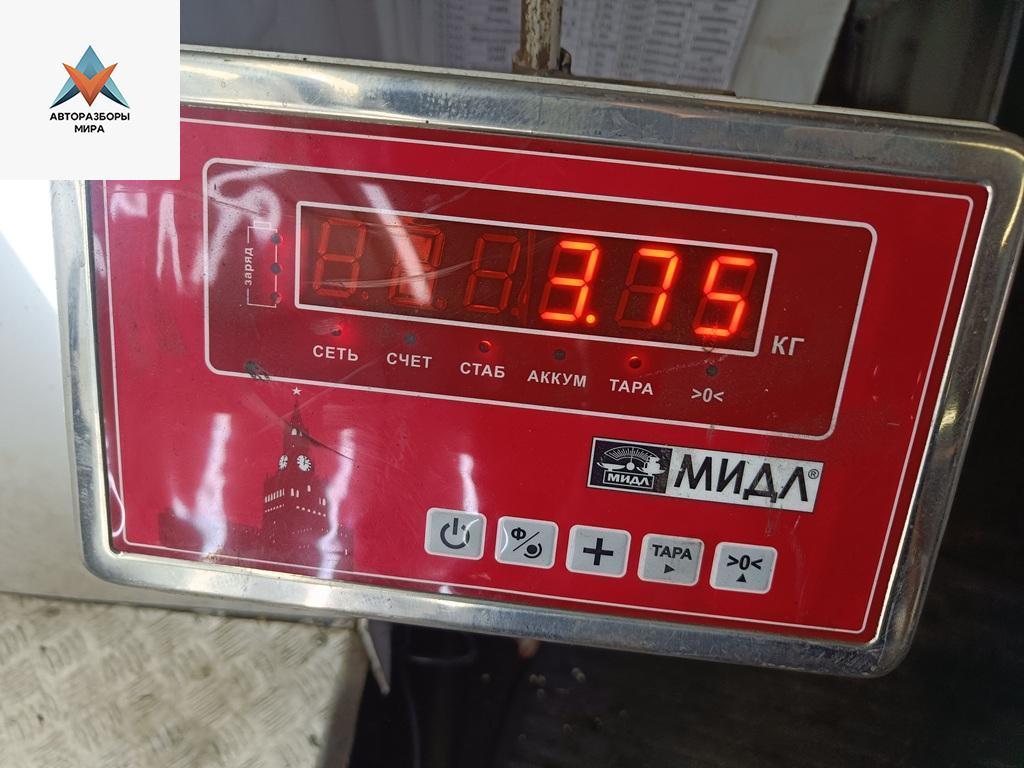 АВТОРАЗБОРЫ
МИРА
заряд
3.75
КГ
СЕТЬ СЧЕТ СТАБ АККУМ ТАРА >0<
МИДЛ МИДЛ®
Ф/ + ТАРА >0<